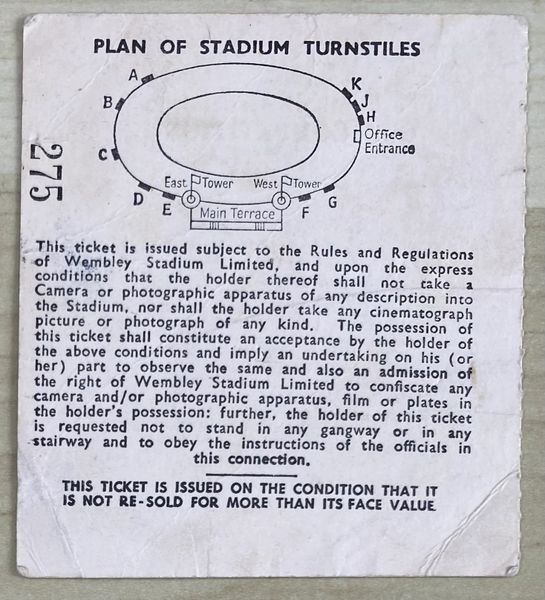 PLAN OF STADIUM TURNSTILES
A
B
C
D
E
F
G
H
J
K
Office
Entrance
East Tower
West Tower
Main Terrace
275
This ticket is issued subject to the Rules and Regulations
of Wembley Stadium Limited, and upon the express
conditions that the holder thereof shall not take a
Camera or photographic apparatus of any description into
the Stadium, nor shall the holder take any cinematograph
picture or photograph of any kind. The possession of
this ticket shall constitute an acceptance by the holder of
the above conditions and imply an undertaking on his (or
her) part to observe the same and also an admission of
the right of Wembley Stadium Limited to confiscate any
camera and/or photographic apparatus, film or plates in
the holder's possession: further, the holder of this ticket
is requested not to stand in any gangway or in any
stairway and to obey the instructions of the officials in
this connection.
THIS TICKET IS ISSUED ON THE CONDITION THAT IT
IS NOT RE-SOLD FOR MORE THAN ITS FACE VALUE